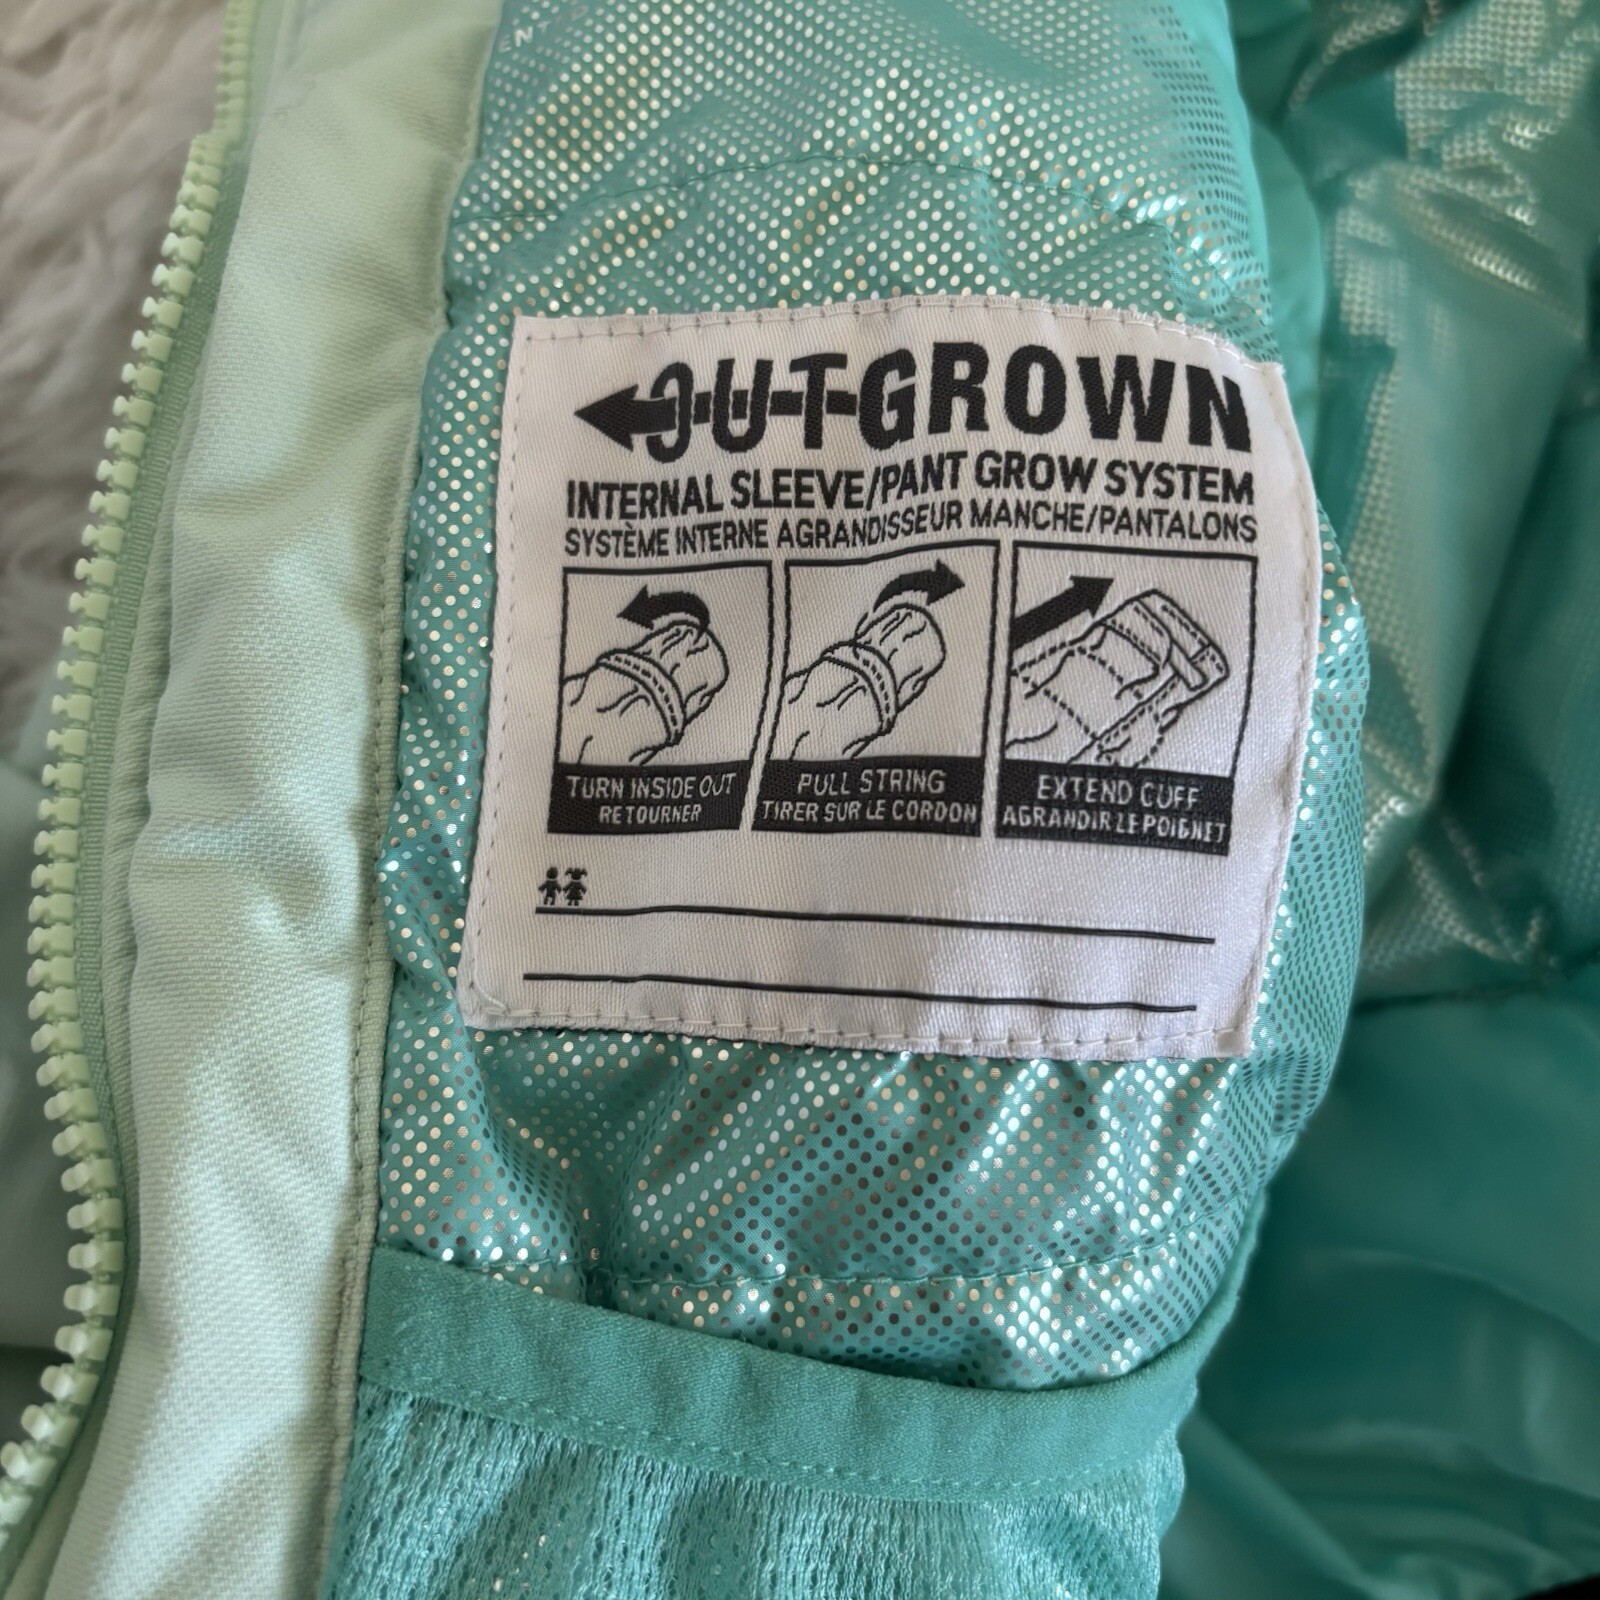 OUTGROWN
INTERNAL SLEEVE/PANT GROW SYSTEM
SYSTÈME INTERNE AGRANDISSEUR MANCHE/PANTALONS
TURN INSIDE OUT
RETOURNER
PULL STRING
TIRER SUR LE CORDON
EXTEND CUFF
AGRANDIR LE POIGNET